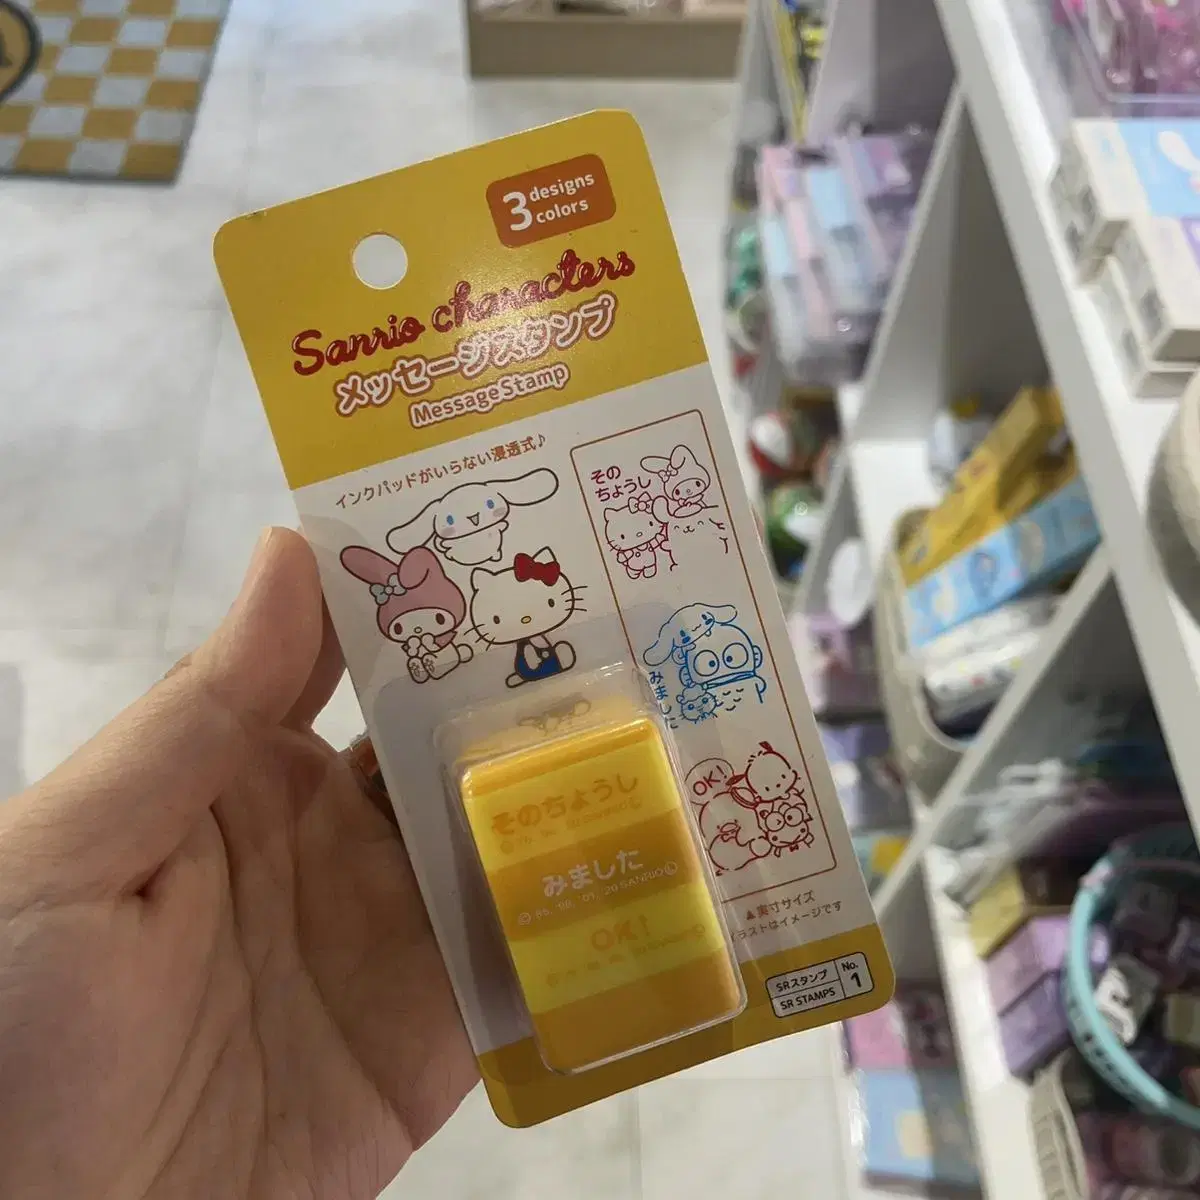 3 designs
colors
Sanrio characters
メッセージスタンプ
MessageStamp
インクパッドがいらない浸透式♪
その
ちょうし
みました
OK!
▲実寸サイズ
イラストはイメージです
そのちょうし
みました
OK!
SRスタンプ
SR STAMPS
No.
1